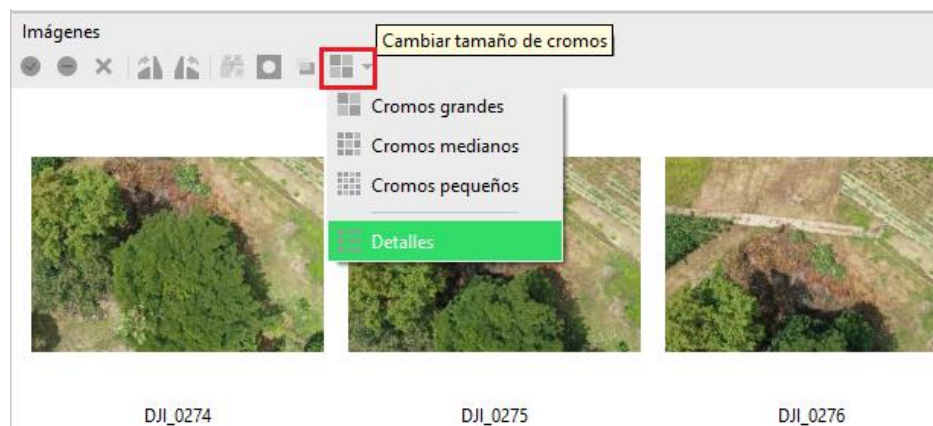 Imágenes
Cambiar tamaño de cromos
Cromos grandes
Cromos medianos
Cromos pequeños
Detalles
DJI_0274
DJI_0275
DJI_0276